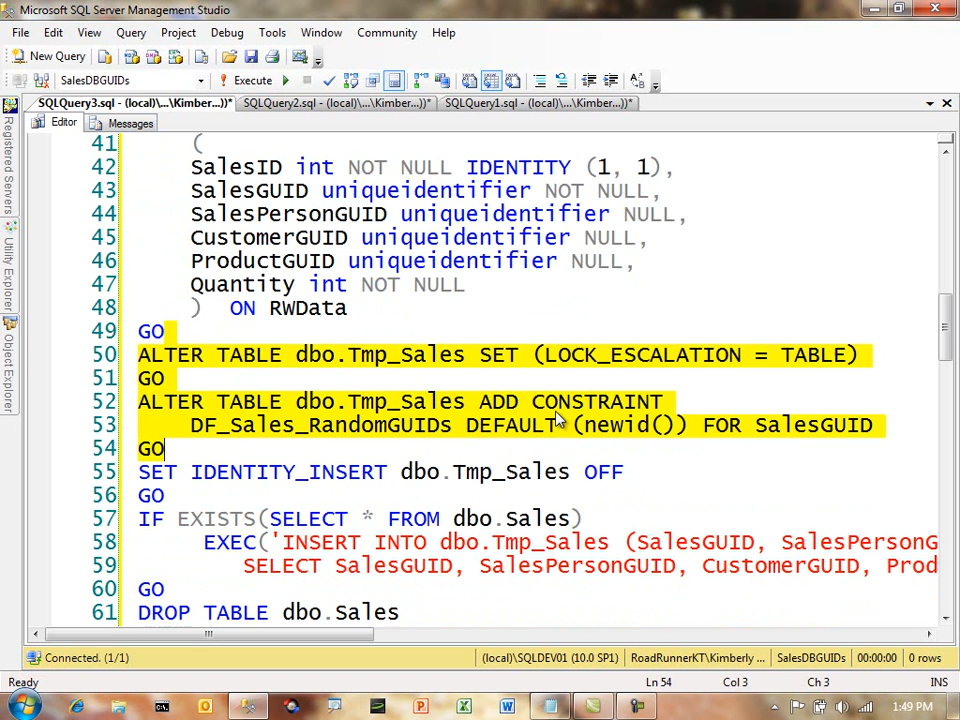 Microsoft SQL Server Management Studio
File Edit View Query Project Debug Tools Window Community Help
New Query
SalesDBGUIDs Execute
SQLQuery3.sql - (local)\...\Kimber...))* SQLQuery2.sql - (local)\...\Kimber...))* SQLQuery1.sql - (local)\...\Kimber...))*
Editor Messages
Registered Servers
Utility Explorer
Object Explorer
41 (
42 SalesID int NOT NULL IDENTITY (1, 1),
43 SalesGUID uniqueidentifier NOT NULL,
44 SalesPersonGUID uniqueidentifier NULL,
45 CustomerGUID uniqueidentifier NULL,
46 ProductGUID uniqueidentifier NULL,
47 Quantity int NOT NULL
48 ) ON RWData
49 GO
50 ALTER TABLE dbo.Tmp_Sales SET (LOCK_ESCALATION = TABLE)
51 GO
52 ALTER TABLE dbo.Tmp_Sales ADD CONSTRAINT
53 DF_Sales_RandomGUIDs DEFAULT (newid()) FOR SalesGUID
54 GO
55 SET IDENTITY_INSERT dbo.Tmp_Sales OFF
56 GO
57 IF EXISTS(SELECT * FROM dbo.Sales)
58 EXEC('INSERT INTO dbo.Tmp_Sales (SalesGUID, SalesPersonG
59 SELECT SalesGUID, SalesPersonGUID, CustomerGUID, Prod
60 GO
61 DROP TABLE dbo.Sales
Connected. (1/1) (local)\SQLDEV01 (10.0 SP1) RoadRunnerKT\Kimberly ... SalesDBGUIDs 00:00:00 0 rows
Ready Ln 54 Col 3 Ch 3 INS
1:49 PM